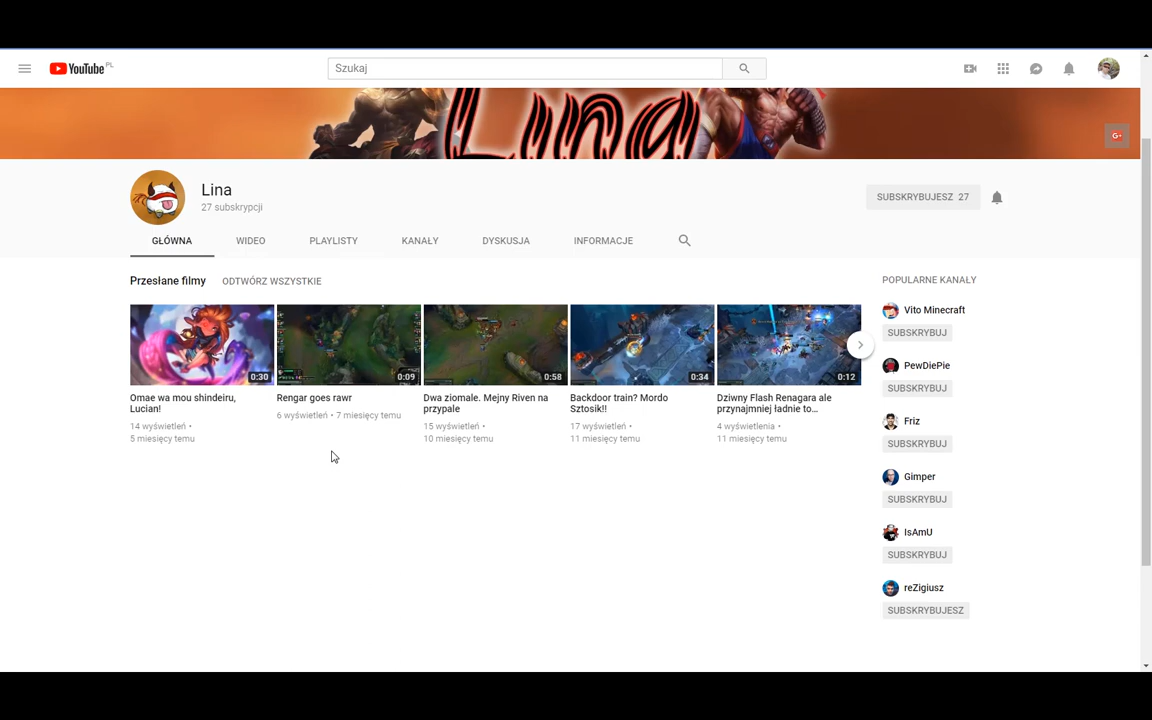 YouTube PL
Szukaj
Lina
G+
Lina
27 subskrypcji
SUBSKRYBUJESZ 27
GŁÓWNA
WIDEO
PLAYLISTY
KANAŁY
DYSKUSJA
INFORMACJE
Przesłane filmy
ODTWÓRZ WSZYSTKIE
0:30
0:09
0:58
0:34
0:12
Omae wa mou shindeiru,
Lucian!!
14 wyświetleń •
5 miesięcy temu
Rengar goes rawr
6 wyświetleń • 7 miesięcy temu
Dwa ziomale. Mejny Riven na
przypale
15 wyświetleń •
10 miesięcy temu
Backdoor train? Mordo
Sztosik!!
17 wyświetleń •
11 miesięcy temu
Dziwny Flash Renagara ale
przynajmniej ładnie to…
4 wyświetlenia •
11 miesięcy temu
POPULARNE KANAŁY
Vito Minecraft
SUBSKRYBUJ
PewDiePie
SUBSKRYBUJ
Friz
SUBSKRYBUJ
Gimper
SUBSKRYBUJ
IsAmU
SUBSKRYBUJ
reZigiusz
SUBSKRYBUJESZ